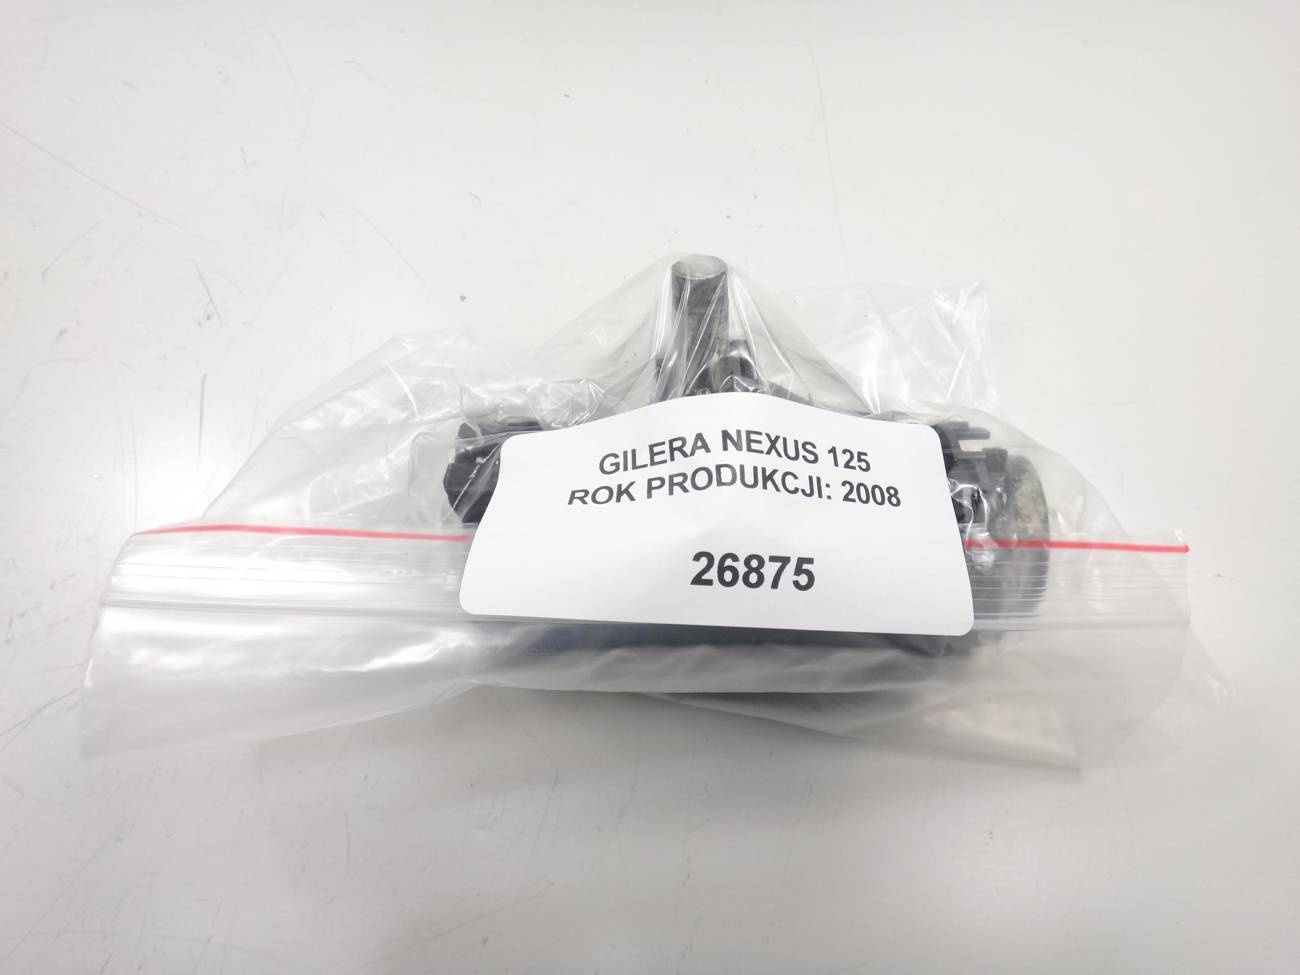 GILERA NEXUS 125
ROK PRODUKCJI: 2008
26875